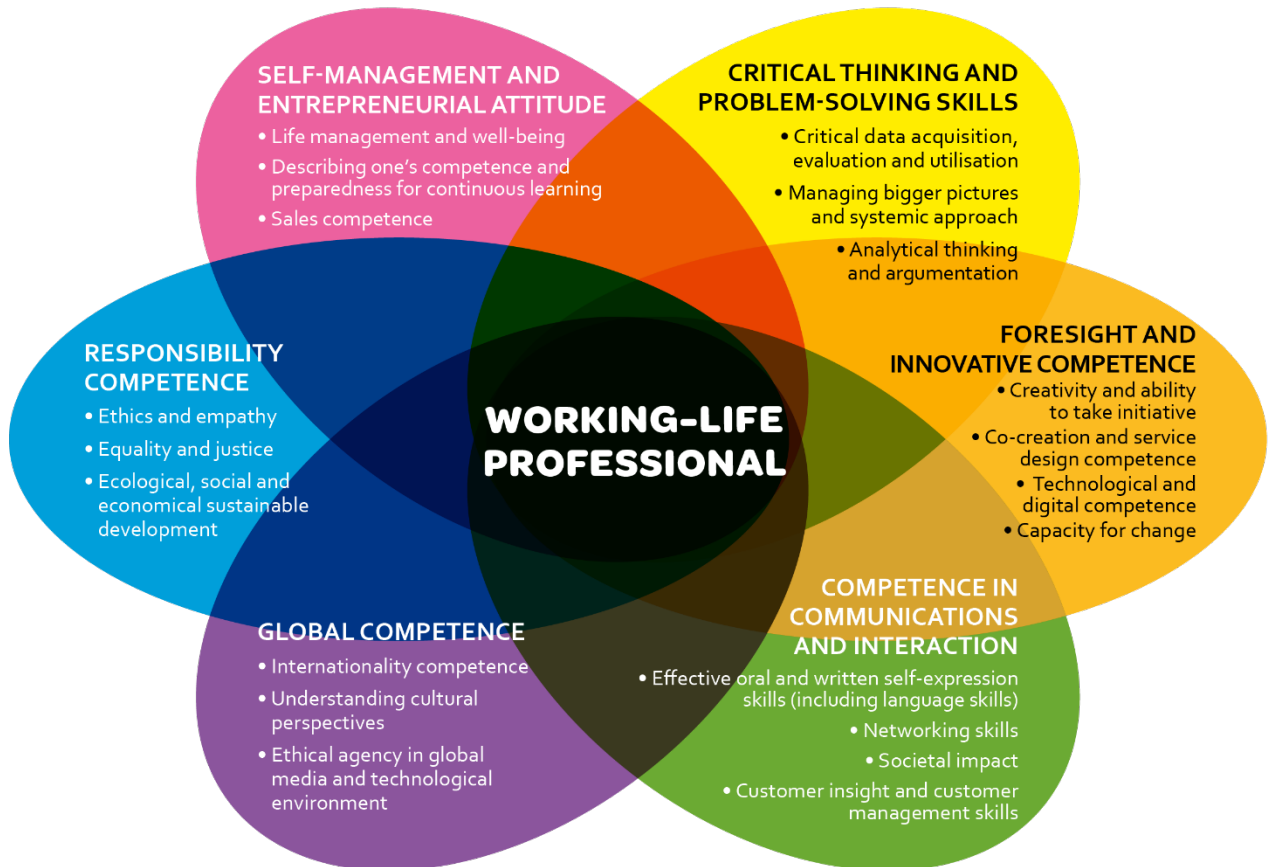 SELF-MANAGEMENT AND
ENTREPRENEURIAL ATTITUDE
• Life management and well-being
• Describing one's competence and
preparedness for continuous learning
• Sales competence
CRITICAL THINKING AND
PROBLEM-SOLVING SKILLS
• Critical data acquisition,
evaluation and utilisation
• Managing bigger pictures
and systemic approach
• Analytical thinking
and argumentation
RESPONSIBILITY
COMPETENCE
• Ethics and empathy
• Equality and justice
• Ecological, social and
economical sustainable
development
WORKING-LIFE
PROFESSIONAL
FORESIGHT AND
INNOVATIVE COMPETENCE
• Creativity and ability
to take initiative
• Co-creation and service
design competence
• Technological and
digital competence
• Capacity for change
GLOBAL COMPETENCE
• Internationality competence
• Understanding cultural
perspectives
• Ethical agency in global
media and technological
environment
COMPETENCE IN
COMMUNICATIONS
AND INTERACTION
• Effective oral and written self-expression
skills (including language skills)
• Networking skills
• Societal impact
• Customer insight and customer
management skills